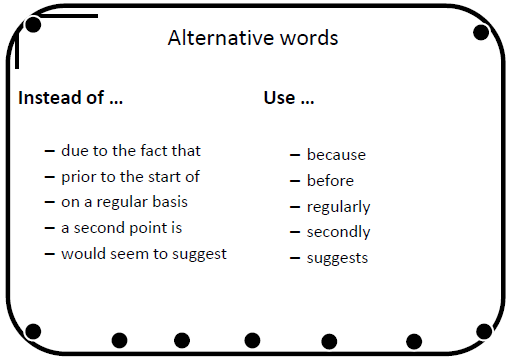 Alternative words
Instead of ...
– due to the fact that
– prior to the start of
– on a regular basis
– a second point is
– would seem to suggest
Use ...
– because
– before
– regularly
– secondly
– suggests